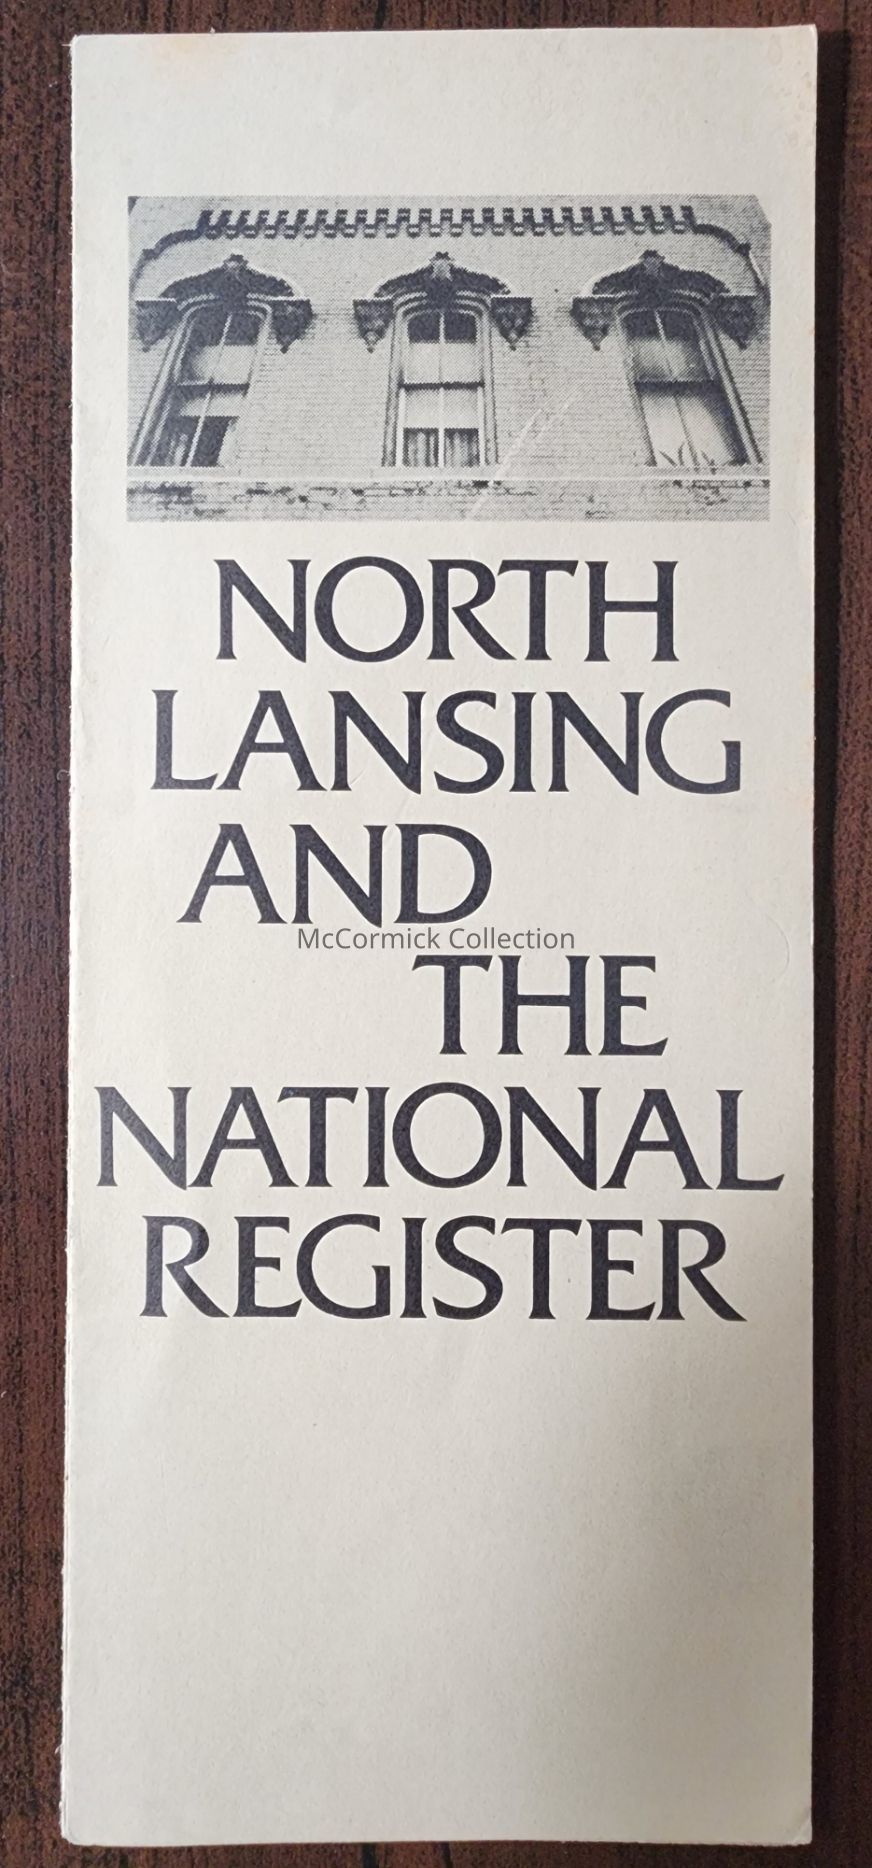 NORTH
LANSING
AND
McCormick Collection
THE
NATIONAL
REGISTER